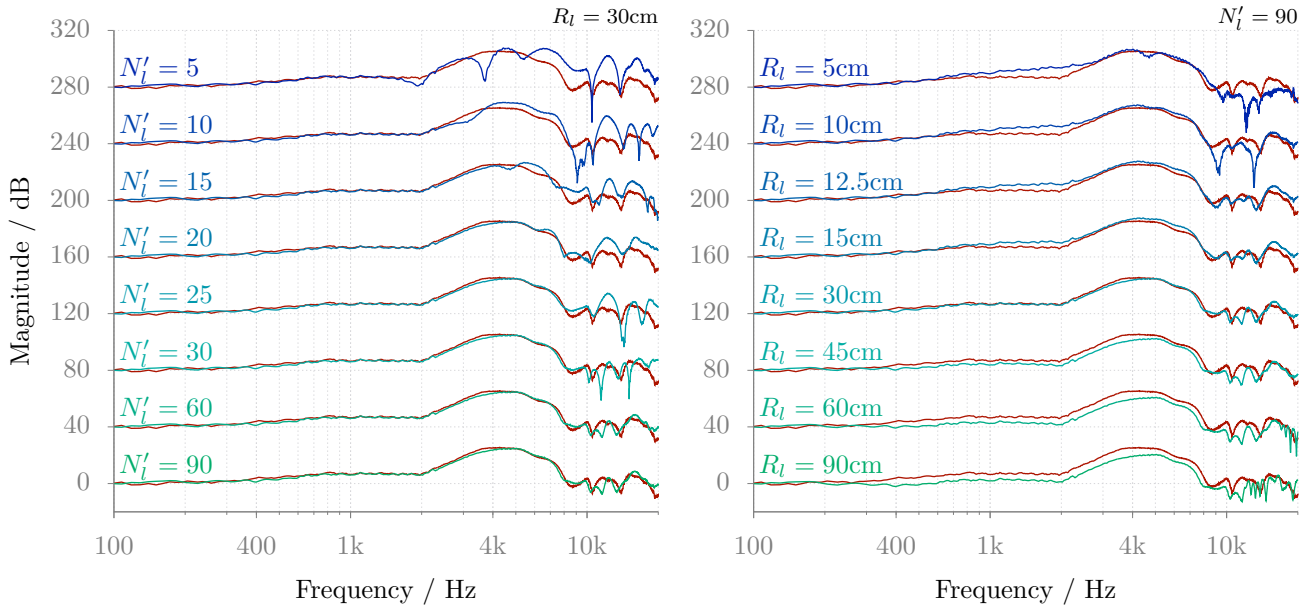 R_l = 30cm
320
280
240
200
160
120
80
40
0
Magnitude / dB
N'_l = 5
N'_l = 10
N'_l = 15
N'_l = 20
N'_l = 25
N'_l = 30
N'_l = 60
N'_l = 90
100
400
1k
4k
10k
Frequency / Hz
N'_l = 90
320
280
240
200
160
120
80
40
0
R_l = 5cm
R_l = 10cm
R_l = 12.5cm
R_l = 15cm
R_l = 30cm
R_l = 45cm
R_l = 60cm
R_l = 90cm
100
400
1k
4k
10k
Frequency / Hz